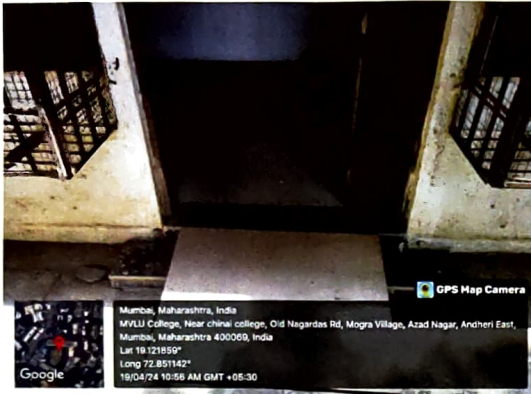 GPS Map Camera
Mumbai, Maharashtra, India
MVLU College, Near chinai college, Old Nagardas Rd, Mogra Village, Azad Nagar, Andheri East,
Mumbai, Maharashtra 400069, India
Lat 19.121859°
Long 72.851142°
19/04/24 10:56 AM GMT +05:30
Google